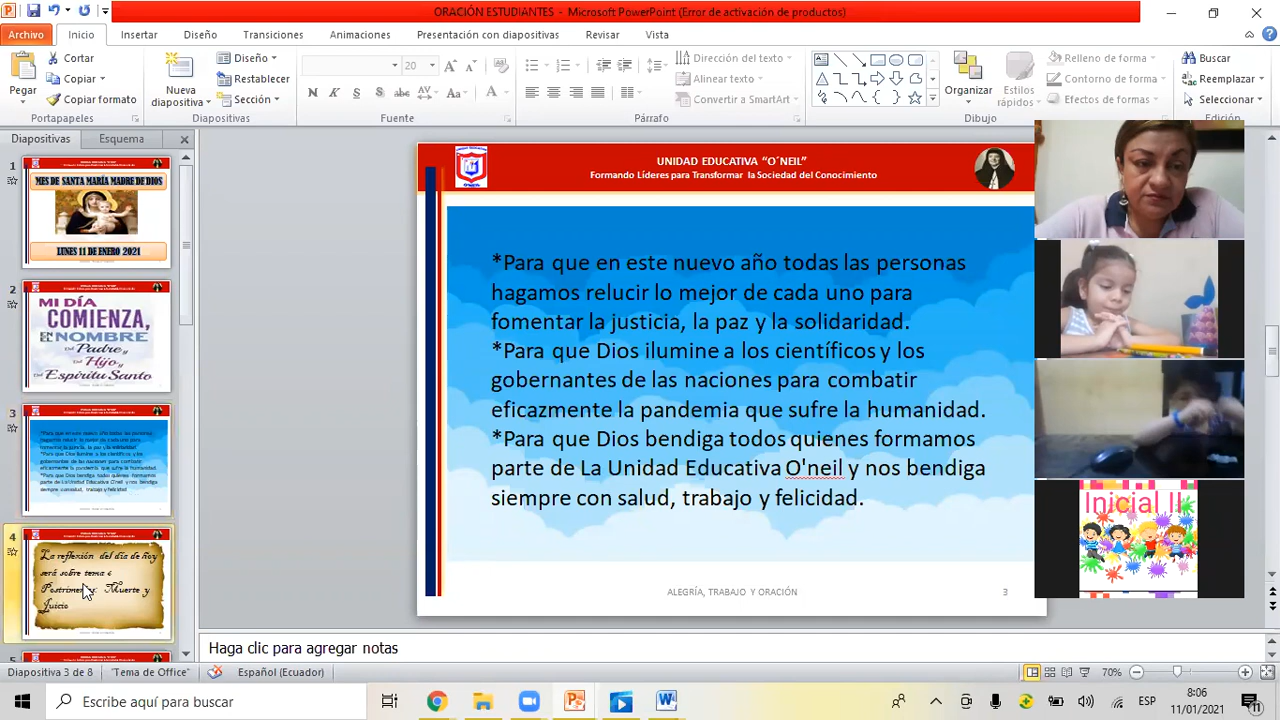 ORACIÓN ESTUDIANTES - Microsoft PowerPoint (Error de activación de productos)
Archivo Inicio Insertar Diseño Transiciones Animaciones Presentación con diapositivas Revisar Vista
Pegar
Cortar
Copiar
Copiar formato
Portapapeles
Nueva diapositiva
Diseño
Restablecer
Sección
Diapositivas
20
N K S S abc AV Aa A
Fuente
Dirección del texto
Alinear texto
Convertir a SmartArt
Párrafo
Organizar
Estilos rápidos
Relleno de forma
Contorno de forma
Efectos de formas
Dibujo
Buscar
Reemplazar
Seleccionar
Edición
Diapositivas Esquema
1
MES DE SANTA MARÍA MADRE DE DIOS
LUNES 11 DE ENERO 2021
2
MI DÍA
COMIENZA,
EN NOMBRE
Del Padre y
Del Hijo y
Del Espíritu Santo
3
4
La reflexión del día de hoy
será sobre tema 6
Postrimerías: Muerte y
Juicio
5
UNIDAD EDUCATIVA "O´NEIL"
Formando Líderes para Transformar la Sociedad del Conocimiento
*Para que en este nuevo año todas las personas
hagamos relucir lo mejor de cada uno para
fomentar la justicia, la paz y la solidaridad.
*Para que Dios ilumine a los científicos y los
gobernantes de las naciones para combatir
eficazmente la pandemia que sufre la humanidad.
*Para que Dios bendiga todos quienes formamos
parte de La Unidad Educativa O'neil y nos bendiga
siempre con salud, trabajo y felicidad.
ALEGRÍA, TRABAJO Y ORACIÓN 3
Inicial II
Haga clic para agregar notas
Diapositiva 3 de 8 "Tema de Office" Español (Ecuador) 70%
Escribe aquí para buscar
ESP
8:06
11/01/2021